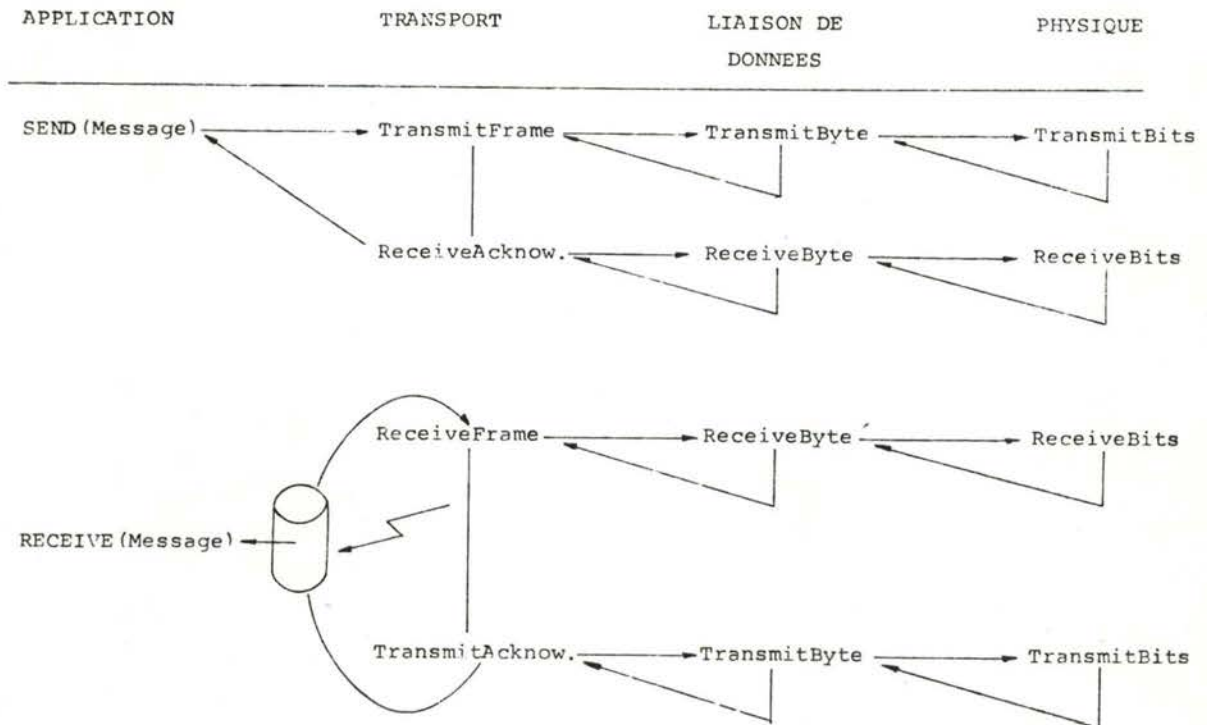 APPLICATION TRANSPORT LIAISON DE PHYSIQUE
DONNEES
SEND(Message) TransmitFrame TransmitByte TransmitBits
ReceiveAcknow. ReceiveByte ReceiveBits
ReceiveFrame ReceiveByte ReceiveBits
RECEIVE(Message)
TransmitAcknow. TransmitByte TransmitBits